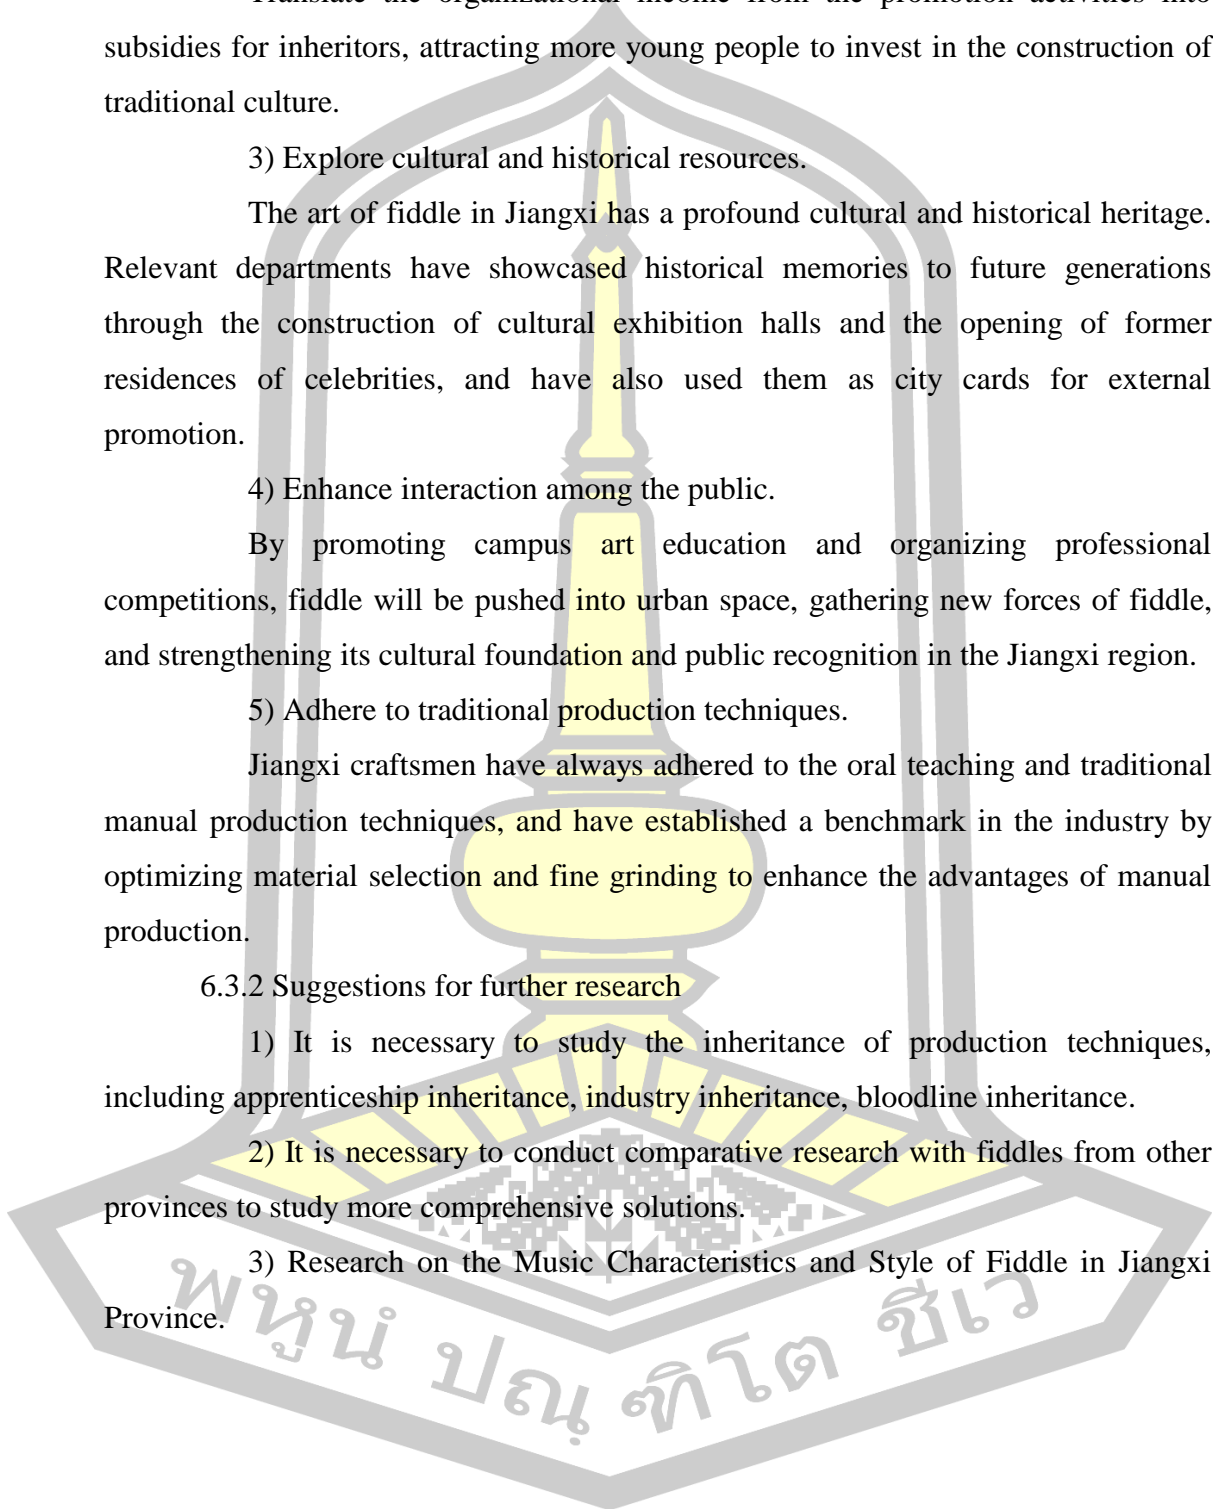 Translate the organizational income from the promotion activities into
subsidies for inheritors, attracting more young people to invest in the construction of
traditional culture.
3) Explore cultural and historical resources.
The art of fiddle in Jiangxi has a profound cultural and historical heritage.
Relevant departments have showcased historical memories to future generations
through the construction of cultural exhibition halls and the opening of former
residences of celebrities, and have also used them as city cards for external
promotion.
4) Enhance interaction among the public.
By promoting campus art education and organizing professional
competitions, fiddle will be pushed into urban space, gathering new forces of fiddle,
and strengthening its cultural foundation and public recognition in the Jiangxi region.
5) Adhere to traditional production techniques.
Jiangxi craftsmen have always adhered to the oral teaching and traditional
manual production techniques, and have established a benchmark in the industry by
optimizing material selection and fine grinding to enhance the advantages of manual
production.
6.3.2 Suggestions for further research
1) It is necessary to study the inheritance of production techniques,
including apprenticeship inheritance, industry inheritance, bloodline inheritance.
2) It is necessary to conduct comparative research with fiddles from other
provinces to study more comprehensive solutions.
3) Research on the Music Characteristics and Style of Fiddle in Jiangxi
Province.
พหูนํ ปณฺฑิโต ชีเว